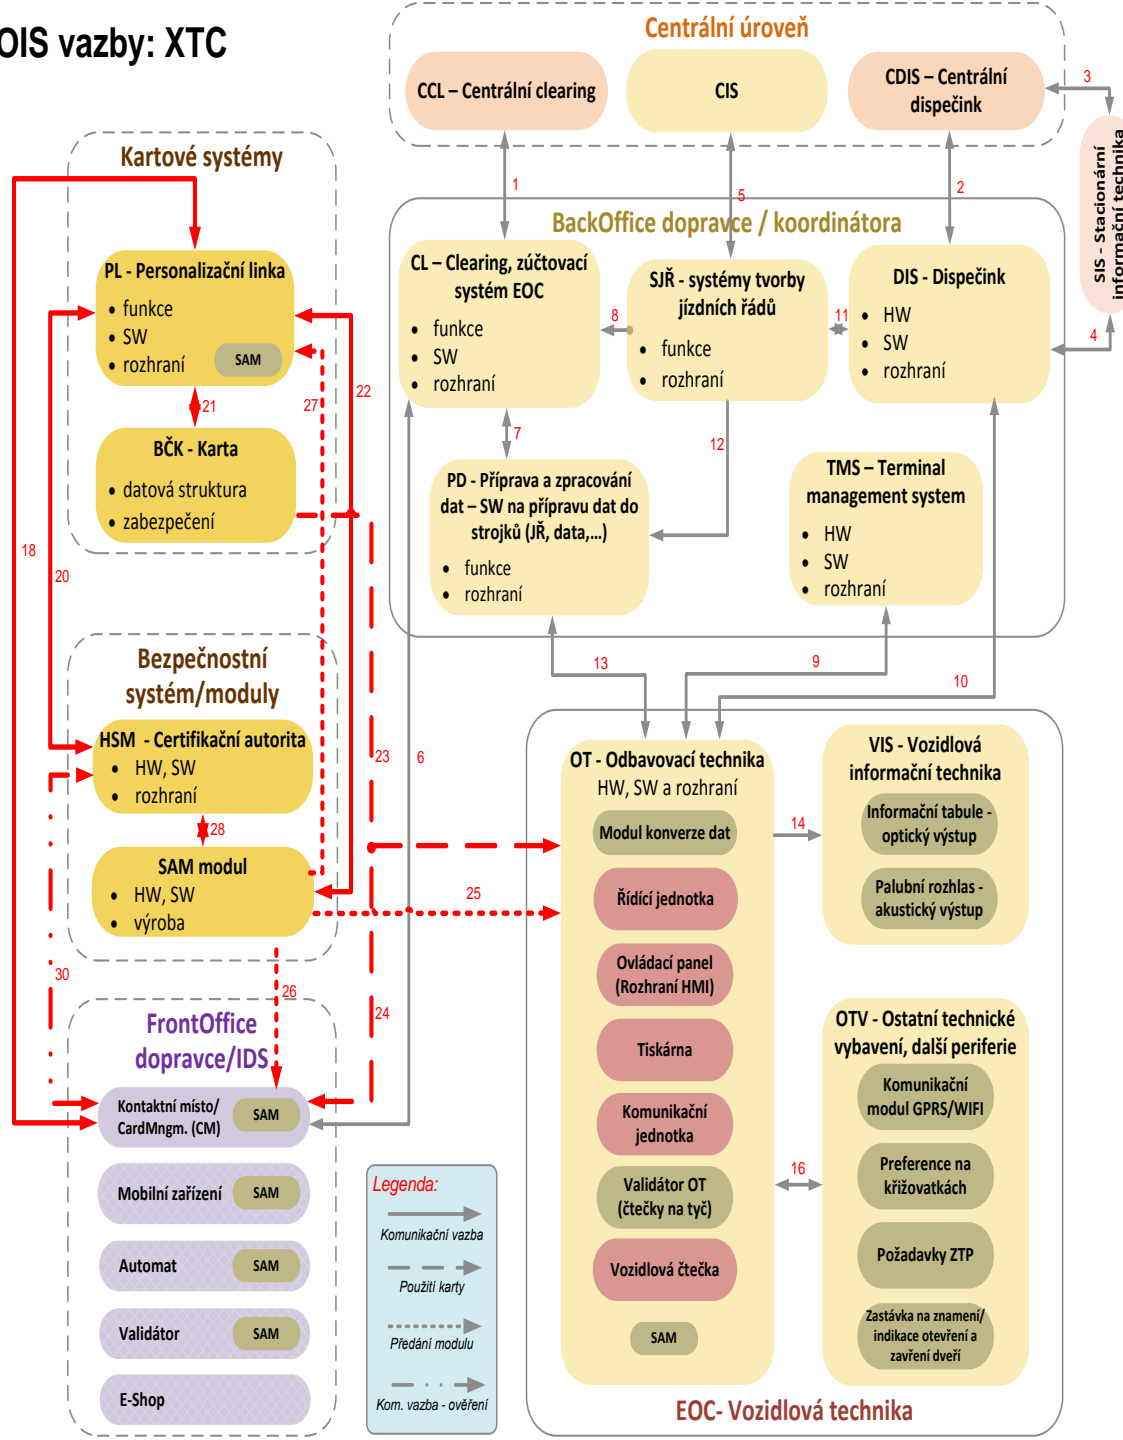 OIS vazby: XTC
Centrální úroveň
CCL – Centrální clearing
CIS
CDIS – Centrální
dispečink
3
SIS - Stacionární
informační technika
1
5
2
4
Kartové systémy
PL - Personalizační linka
• funkce
• SW
• rozhraní
SAM
21
27
22
BČK - Karta
• datová struktura
• zabezpečení
18
20
BackOffice dopravce / koordinátora
CL – Clearing, zúčtovací
systém EOC
• funkce
• SW
• rozhraní
8
SJŘ - systémy tvorby
jízdních řádů
• funkce
• rozhraní
11
DIS - Dispečink
• HW
• SW
• rozhraní
7
12
PD - Příprava a zpracování
dat – SW na přípravu dat do
strojků (JŘ, data,...)
• funkce
• rozhraní
TMS – Terminal
management system
• HW
• SW
• rozhraní
13
9
10
Bezpečnostní
systém/moduly
HSM - Certifikační autorita
• HW, SW
• rozhraní
28
SAM modul
• HW, SW
• výroba
23
6
25
30
26
24
FrontOffice
dopravce/IDS
Kontaktní místo/
CardMngm. (CM)
SAM
Mobilní zařízení
SAM
Automat
SAM
Validátor
SAM
E-Shop
Legenda:
Komunikační vazba
Použití karty
Předání modulu
Kom. vazba - ověření
OT - Odbavovací technika
HW, SW a rozhraní
Modul konverze dat
Řídící jednotka
Ovládací panel
(Rozhraní HMI)
Tiskárna
Komunikační
jednotka
Validátor OT
(čtečky na tyč)
Vozidlová čtečka
SAM
14
16
VIS - Vozidlová
informační technika
Informační tabule -
optický výstup
Palubní rozhlas -
akustický výstup
OTV - Ostatní technické
vybavení, další periferie
Komunikační
modul GPRS/WIFI
Preference na
křižovatkách
Požadavky ZTP
Zastávka na znamení/
indikace otevření a
zavření dveří
EOC- Vozidlová technika